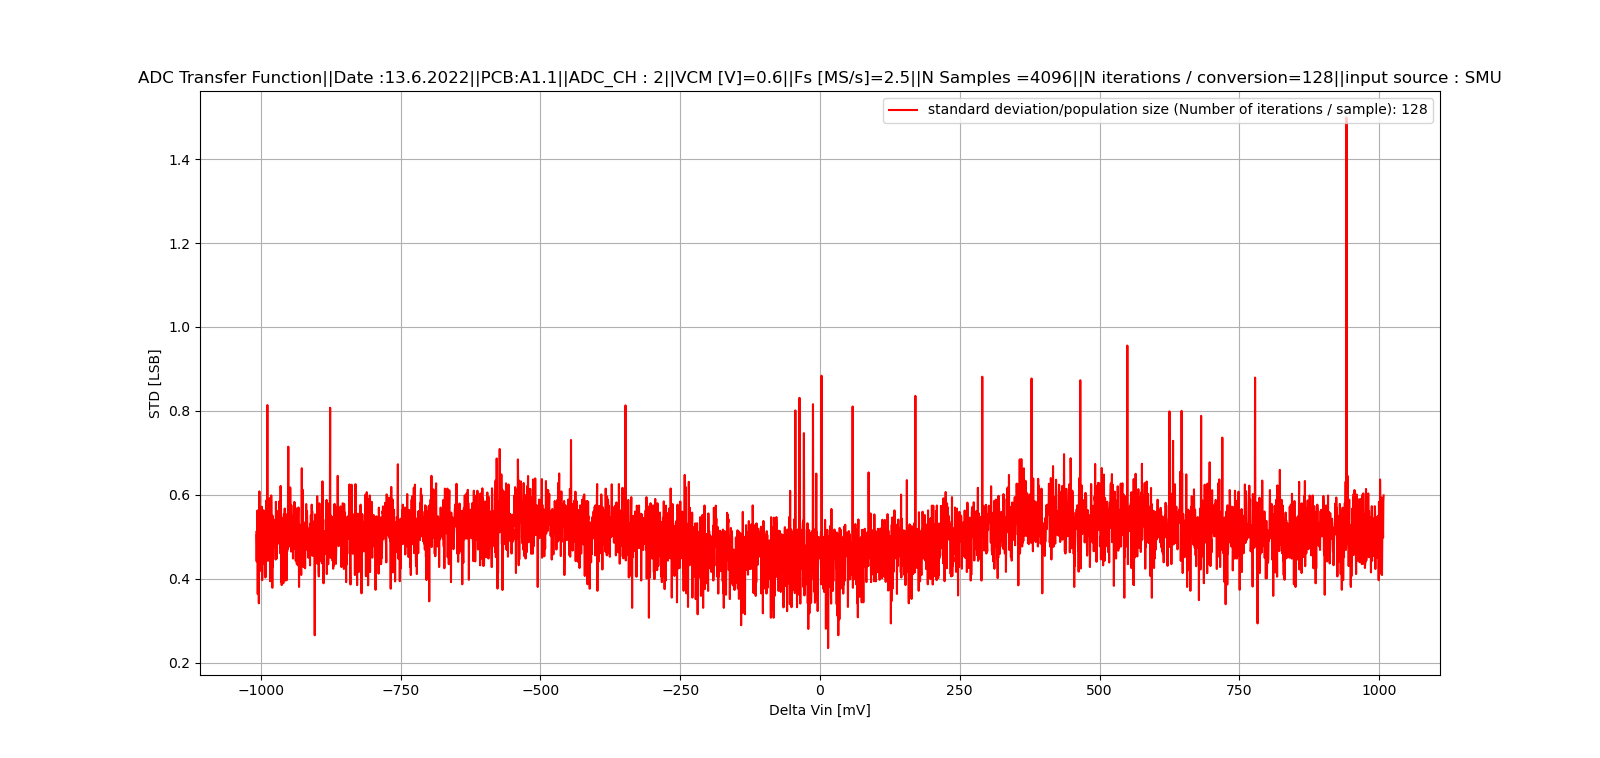 ADC Transfer Function||Date :13.6.2022||PCB:A1.1||ADC_CH : 2||VCM [V]=0.6||Fs [MS/s]=2.5||N Samples =4096||N iterations / conversion=128||input source : SMU
standard deviation/population size (Number of iterations / sample): 128
1.4
1.2
1.0
0.8
0.6
0.4
0.2
STD [LSB]
−1000 −750 −500 −250 0 250 500 750 1000
Delta Vin [mV]